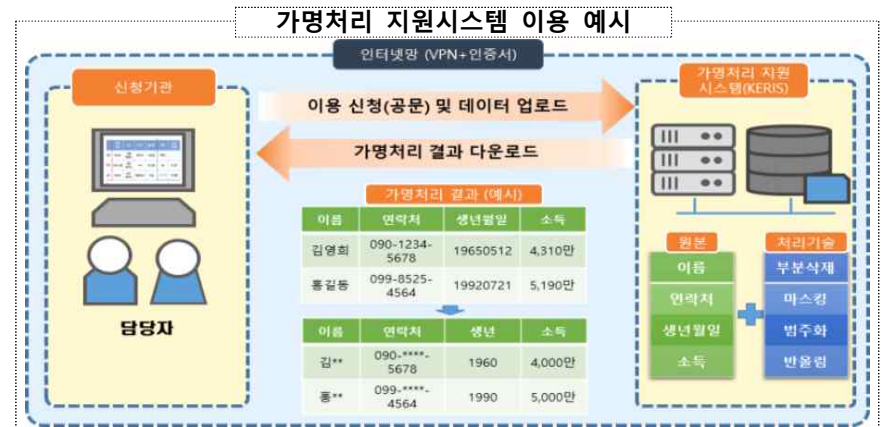 가명처리 지원시스템 이용 예시
인터넷망 (VPN+인증서)
신청기관
담당자
이용 신청(공문) 및 데이터 업로드
가명처리 결과 다운로드
가명처리 결과 (예시)
이름 연락처 생년월일 소득
김영희 090-1234-5678 19650512 4,310만
홍길동 099-8525-4564 19920721 5,190만
이름 연락처 생년 소득
김** 090-****-5678 1960 4,000만
홍** 099-****-4564 1990 5,000만
가명처리 지원
시스템(KERIS)
원본 처리기술
이름 부분삭제
연락처 마스킹
생년월일 범주화
소득 반올림